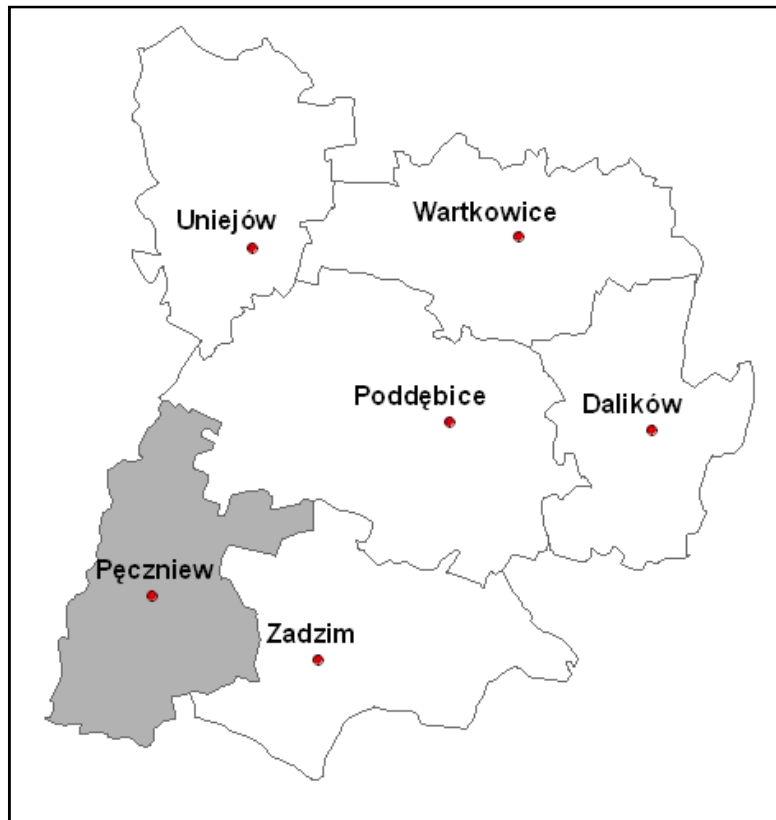 Uniejów
Wartkowice
Poddębice
Dalików
Pęczniew
Zadzim